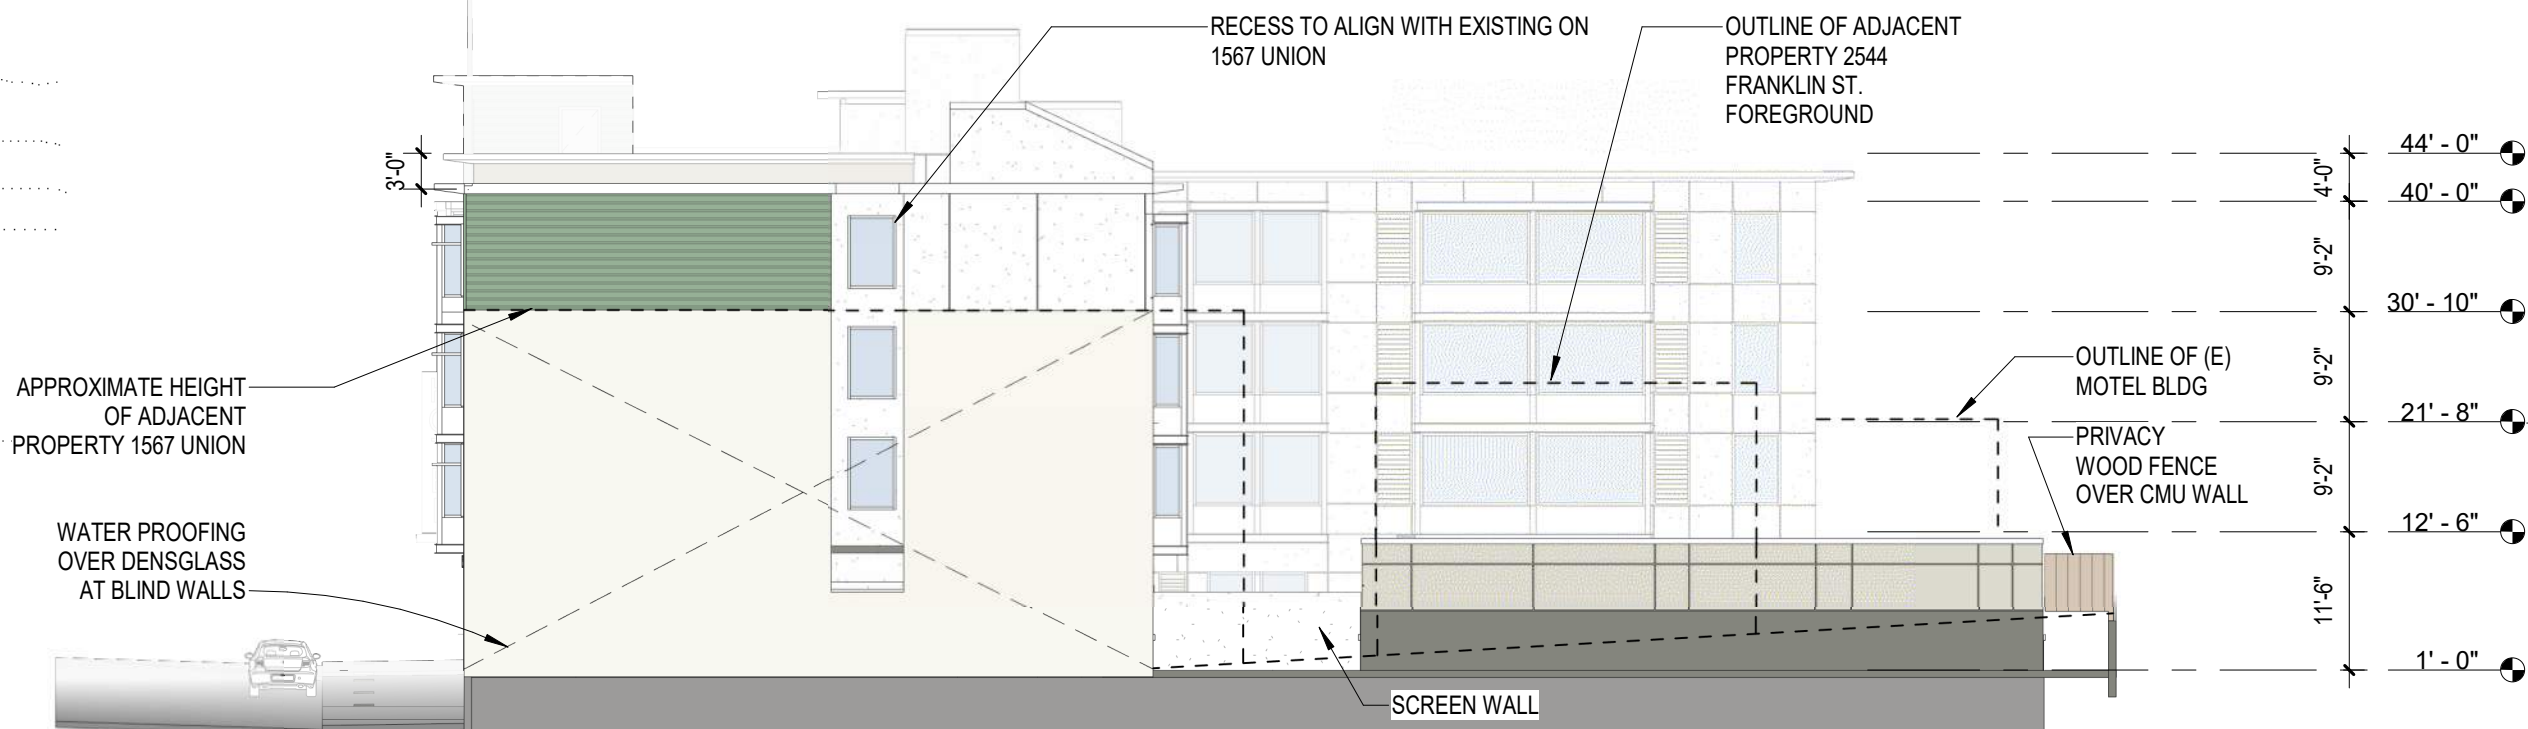 RECESS TO ALIGN WITH EXISTING ON
1567 UNION
OUTLINE OF ADJACENT
PROPERTY 2544
FRANKLIN ST.
FOREGROUND
3'-0"
44' - 0"
4'-0"
40' - 0"
9'-2"
30' - 10"
9'-2"
21' - 8"
9'-2"
12' - 6"
11'-6"
1' - 0"
APPROXIMATE HEIGHT
OF ADJACENT
PROPERTY 1567 UNION
OUTLINE OF (E)
MOTEL BLDG
PRIVACY
WOOD FENCE
OVER CMU WALL
WATER PROOFING
OVER DENSGLASS
AT BLIND WALLS
SCREEN WALL